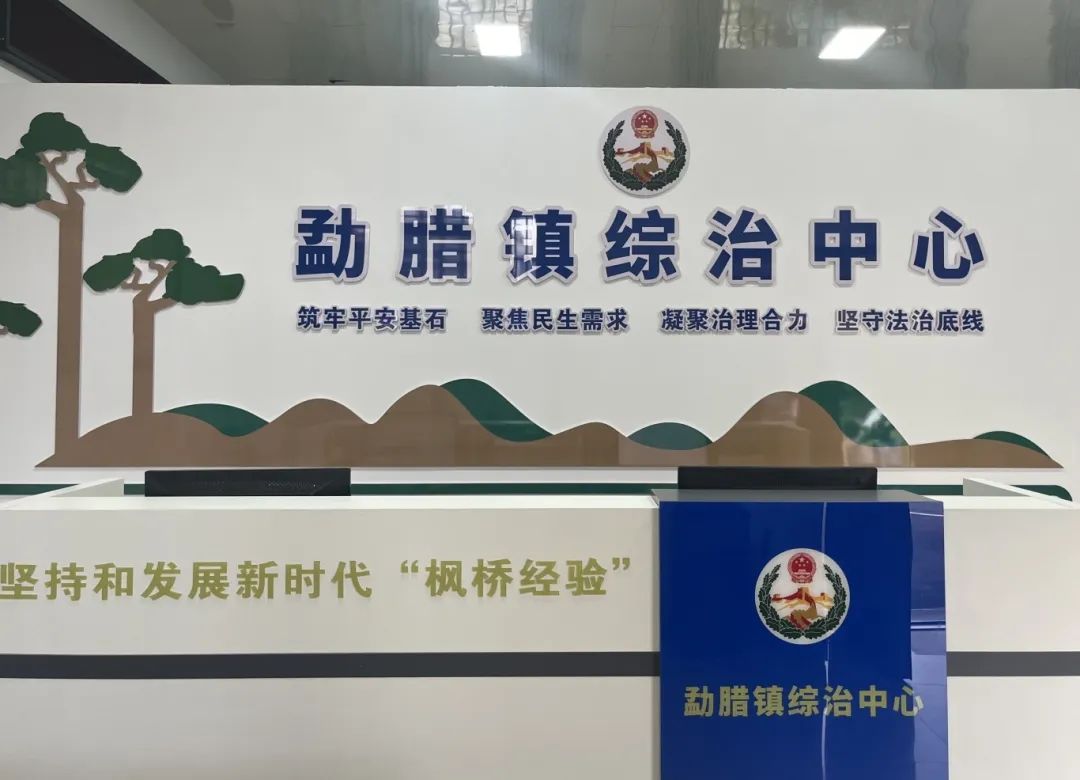 勐腊镇综治中心
筑牢平安基石 聚焦民生需求 凝聚治理合力 坚守法治底线
坚持和发展新时代“枫桥经验”
勐腊镇综治中心